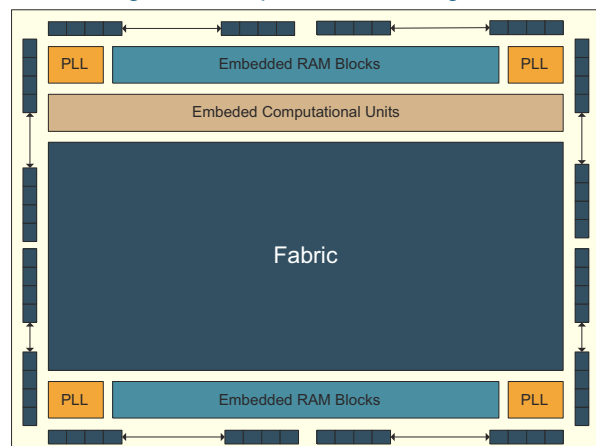 PLL
Embedded RAM Blocks
PLL
Embeded Computational Units
Fabric
PLL
Embedded RAM Blocks
PLL